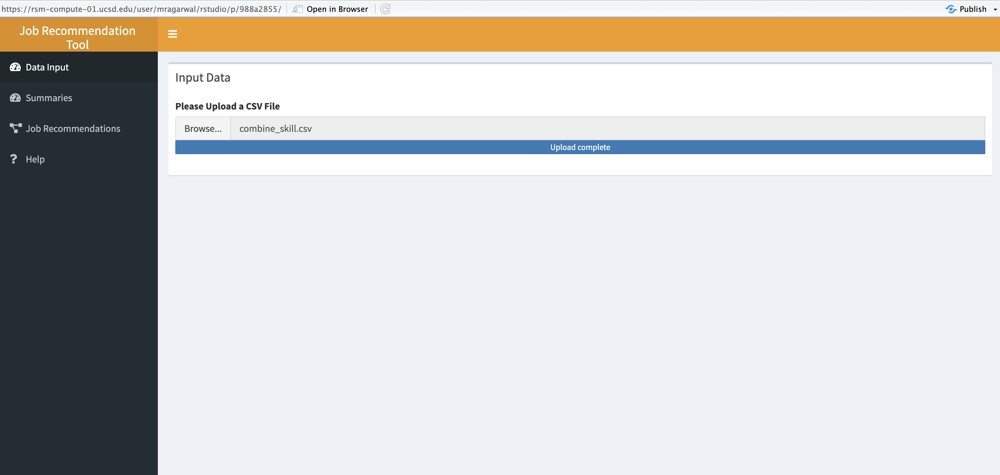 https://rsm-compute-01.ucsd.edu/user/mragarwal/rstudio/p/988a2855/ Open in Browser Publish
Job Recommendation
Tool
Data Input
Summaries
Job Recommendations
Help
Input Data
Please Upload a CSV File
Browse... combine_skill.csv
Upload complete